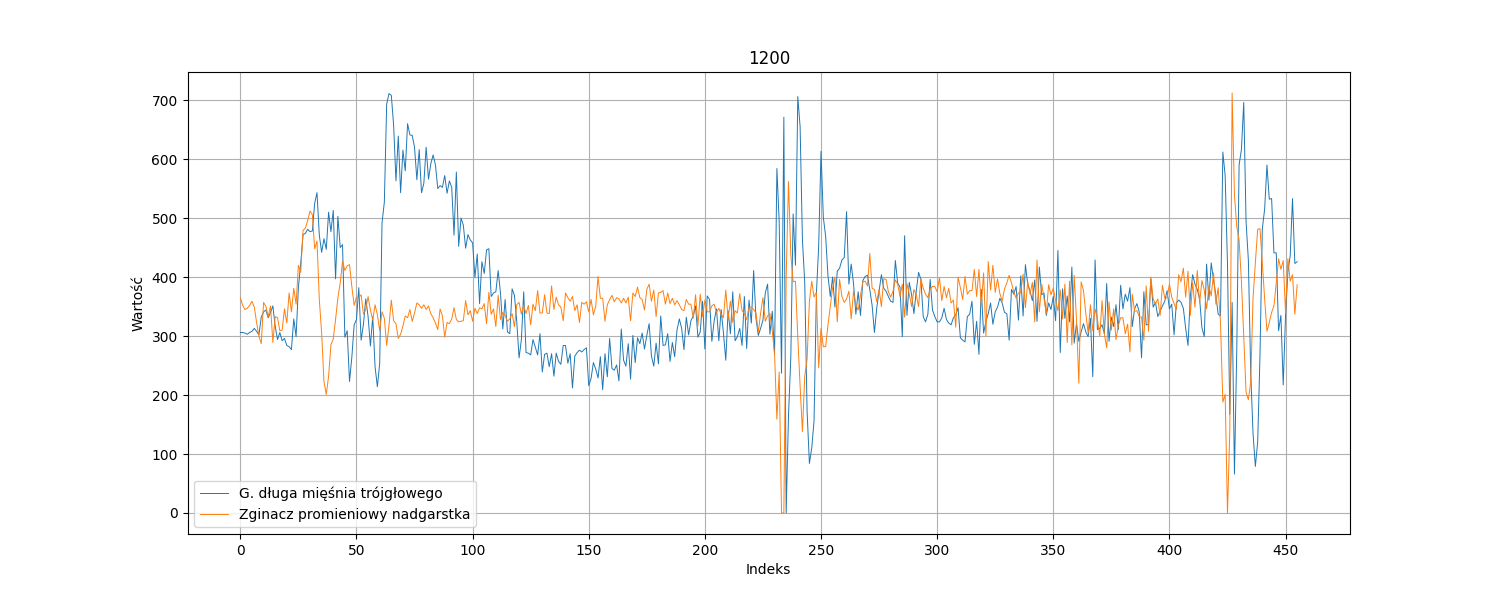 1200
Wartość
700
600
500
400
300
200
100
0
G. długa mięśnia trójgłowego
Zginacz promieniowy nadgarstka
0 50 100 150 200 250 300 350 400 450
Indeks